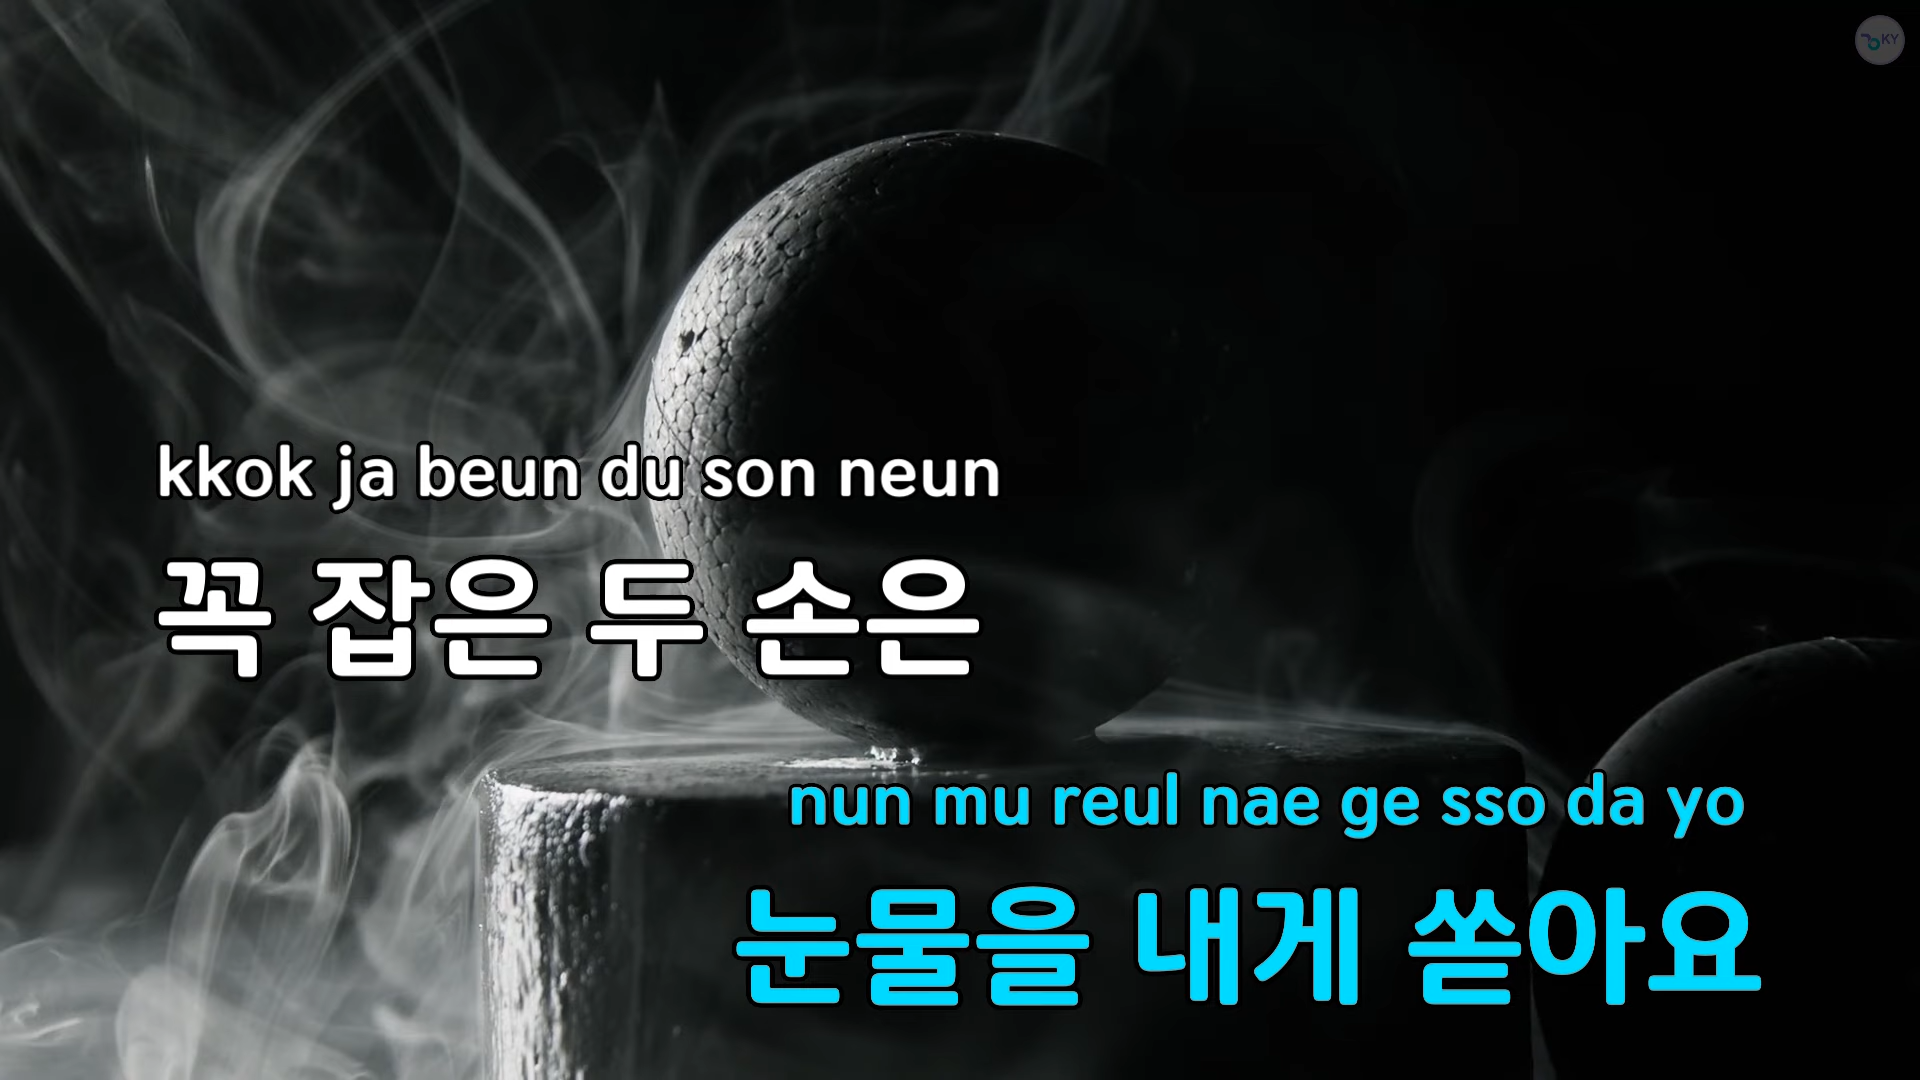 KY
kkok ja beun du son neun
꼭 잡은 두 손은
nun mu reul nae ge sso da yo
눈물을 내게 쏟아요